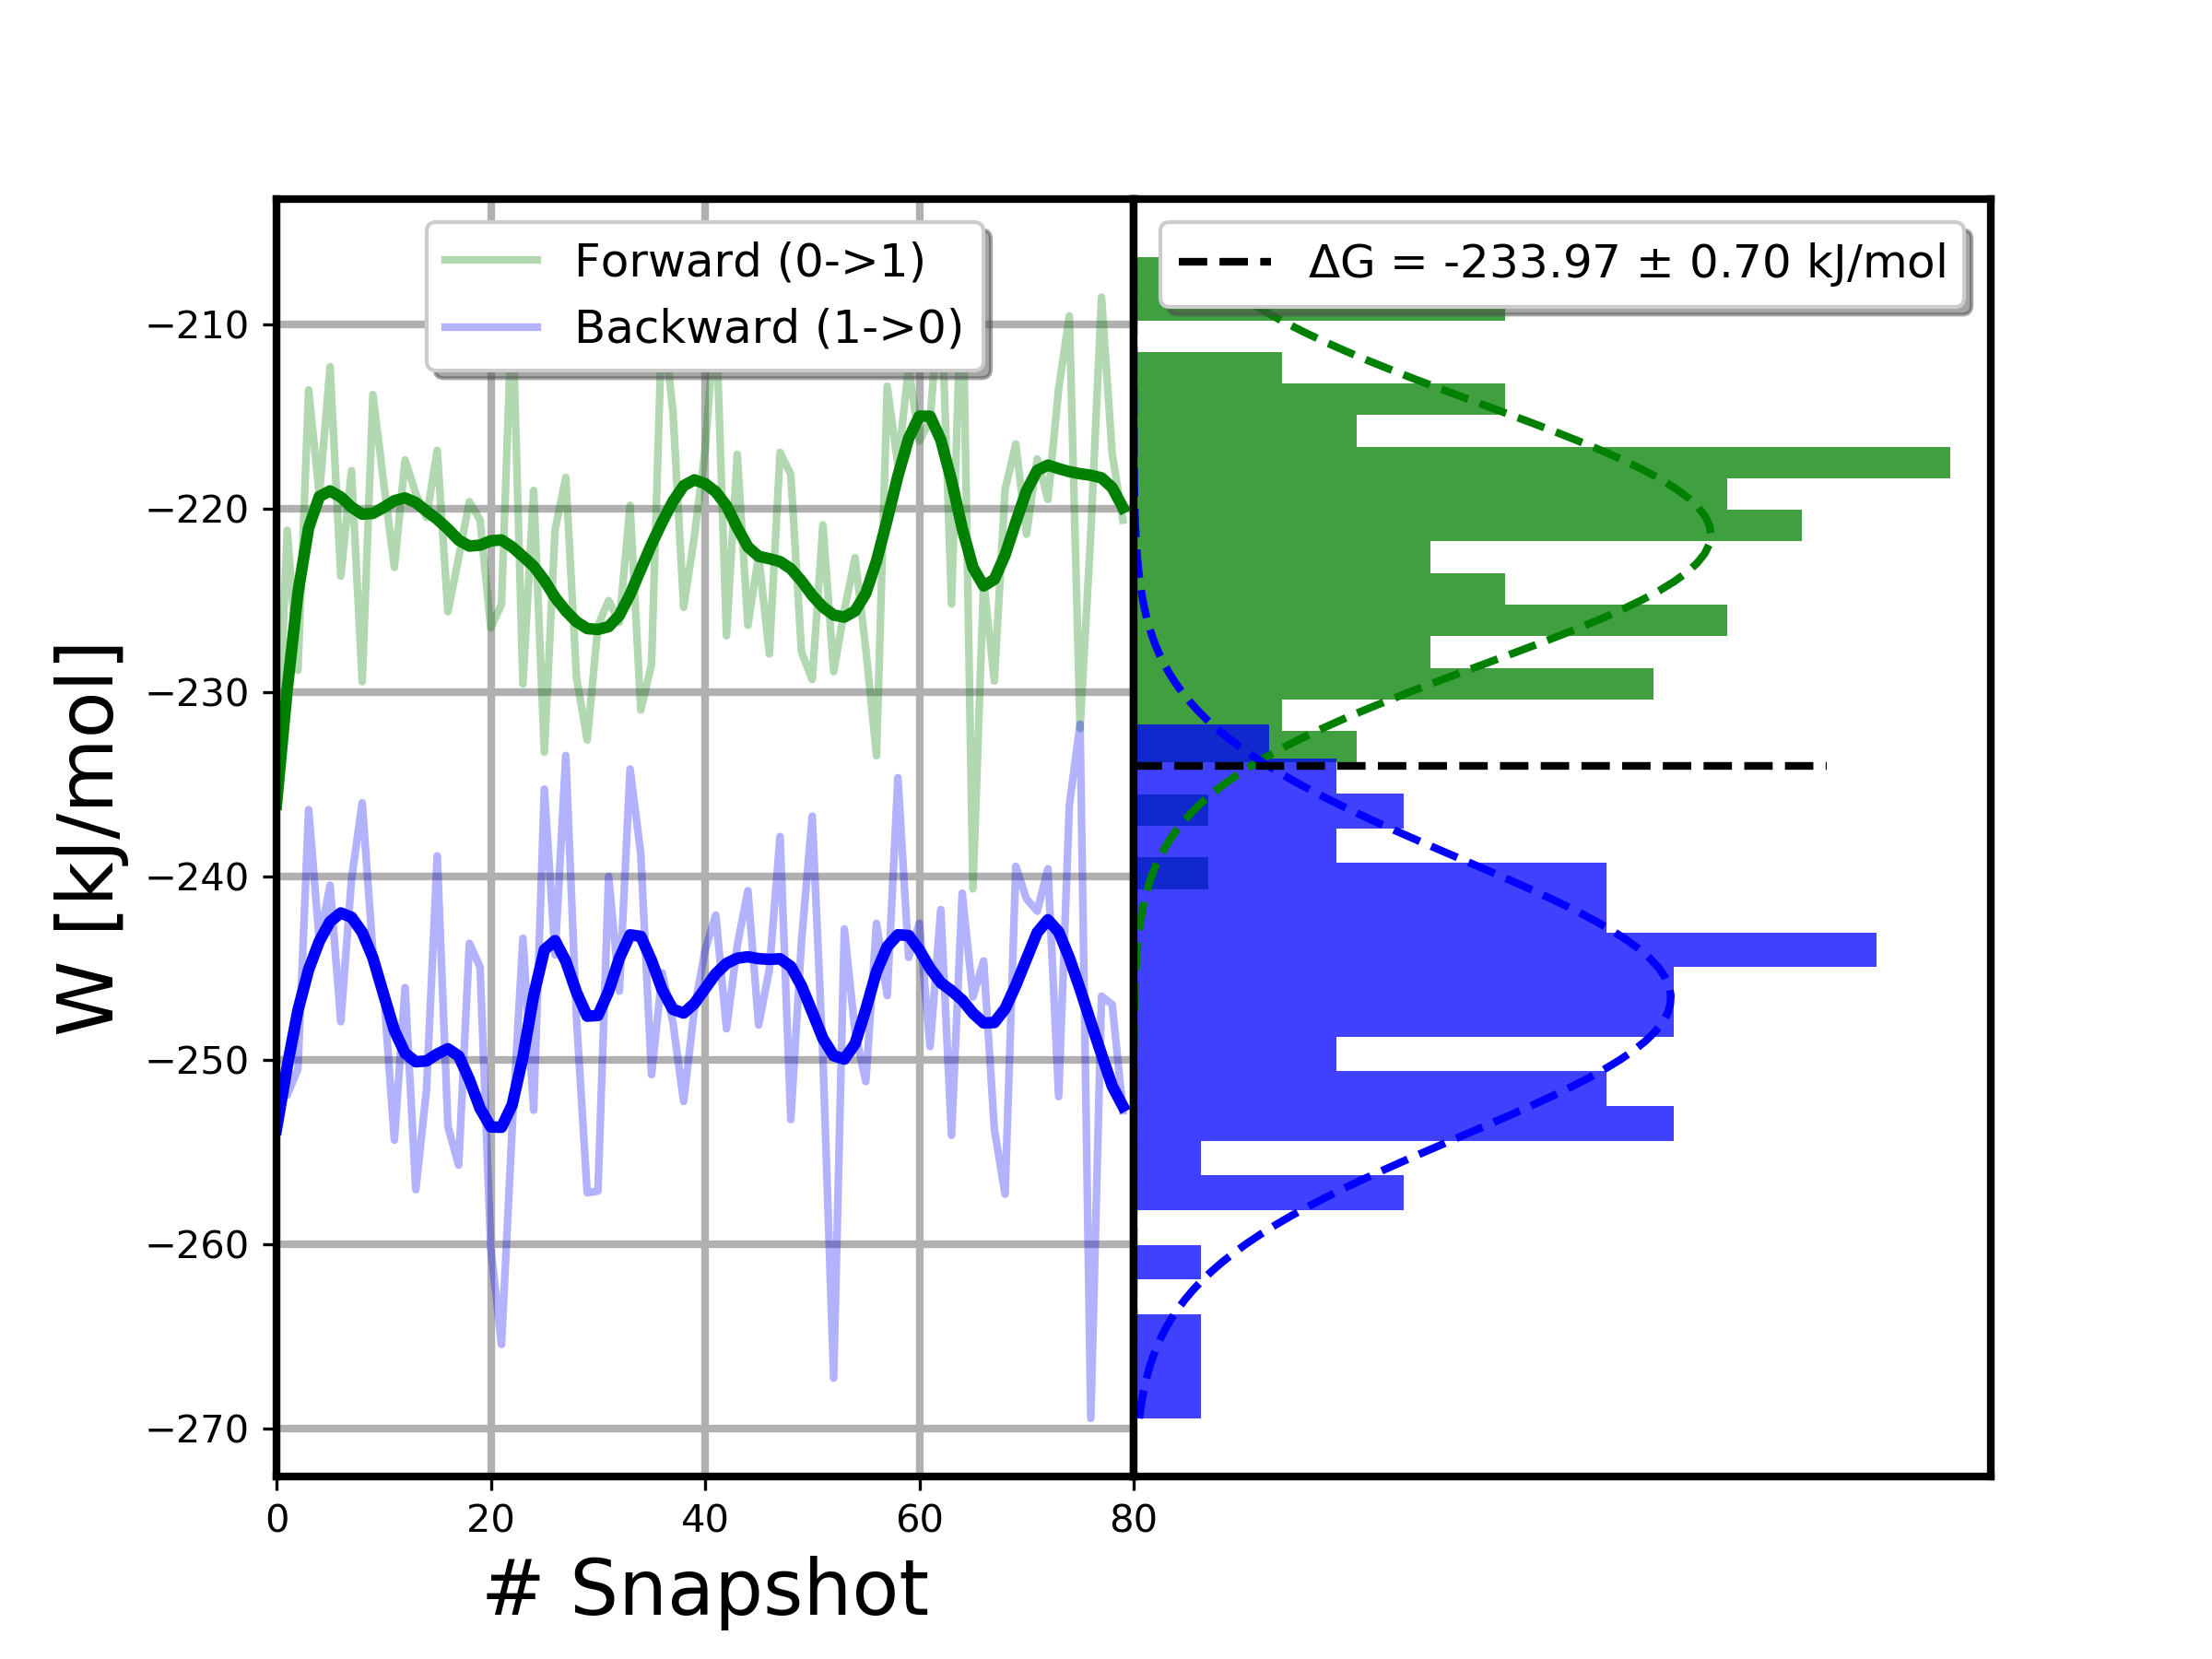 Forward (0->1)
Backward (1->0)
ΔG = -233.97 ± 0.70 kJ/mol
W [kJ/mol]
−210
−220
−230
−240
−250
−260
−270
0 20 40 60 80
# Snapshot